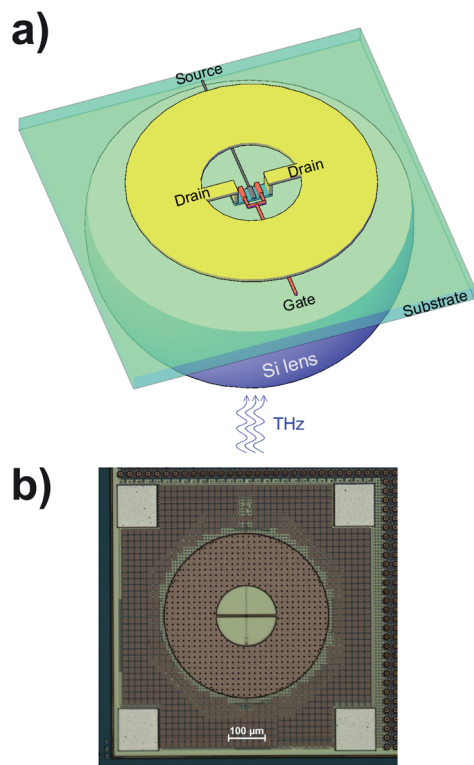 a)
Source
Drain
Drain
Gate
Substrate
Si lens
THz
b)
100 µm